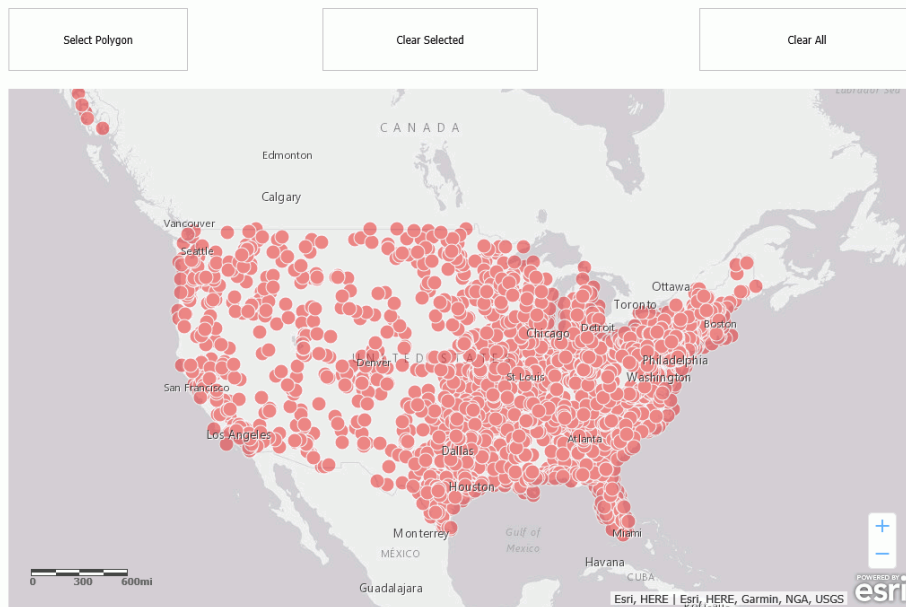 Select Polygon
Clear Selected
Clear All
Labrador Sea
CANADA
Edmonton
Calgary
Vancouver
Seattle
Ottawa
Toronto
Boston
Chicago
Detroit
UNITED STATES
Denver
Philadelphia
St Louis
Washington
San Francisco
Los Angeles
Atlanta
Dallas
Houston
Monterrey
Gulf of
Mexico
Miami
MÉXICO
Havana
CUBA
Guadalajara
+
−
0 300 600mi
POWERED BY
esri
Esri, HERE | Esri, HERE, Garmin, NGA, USGS